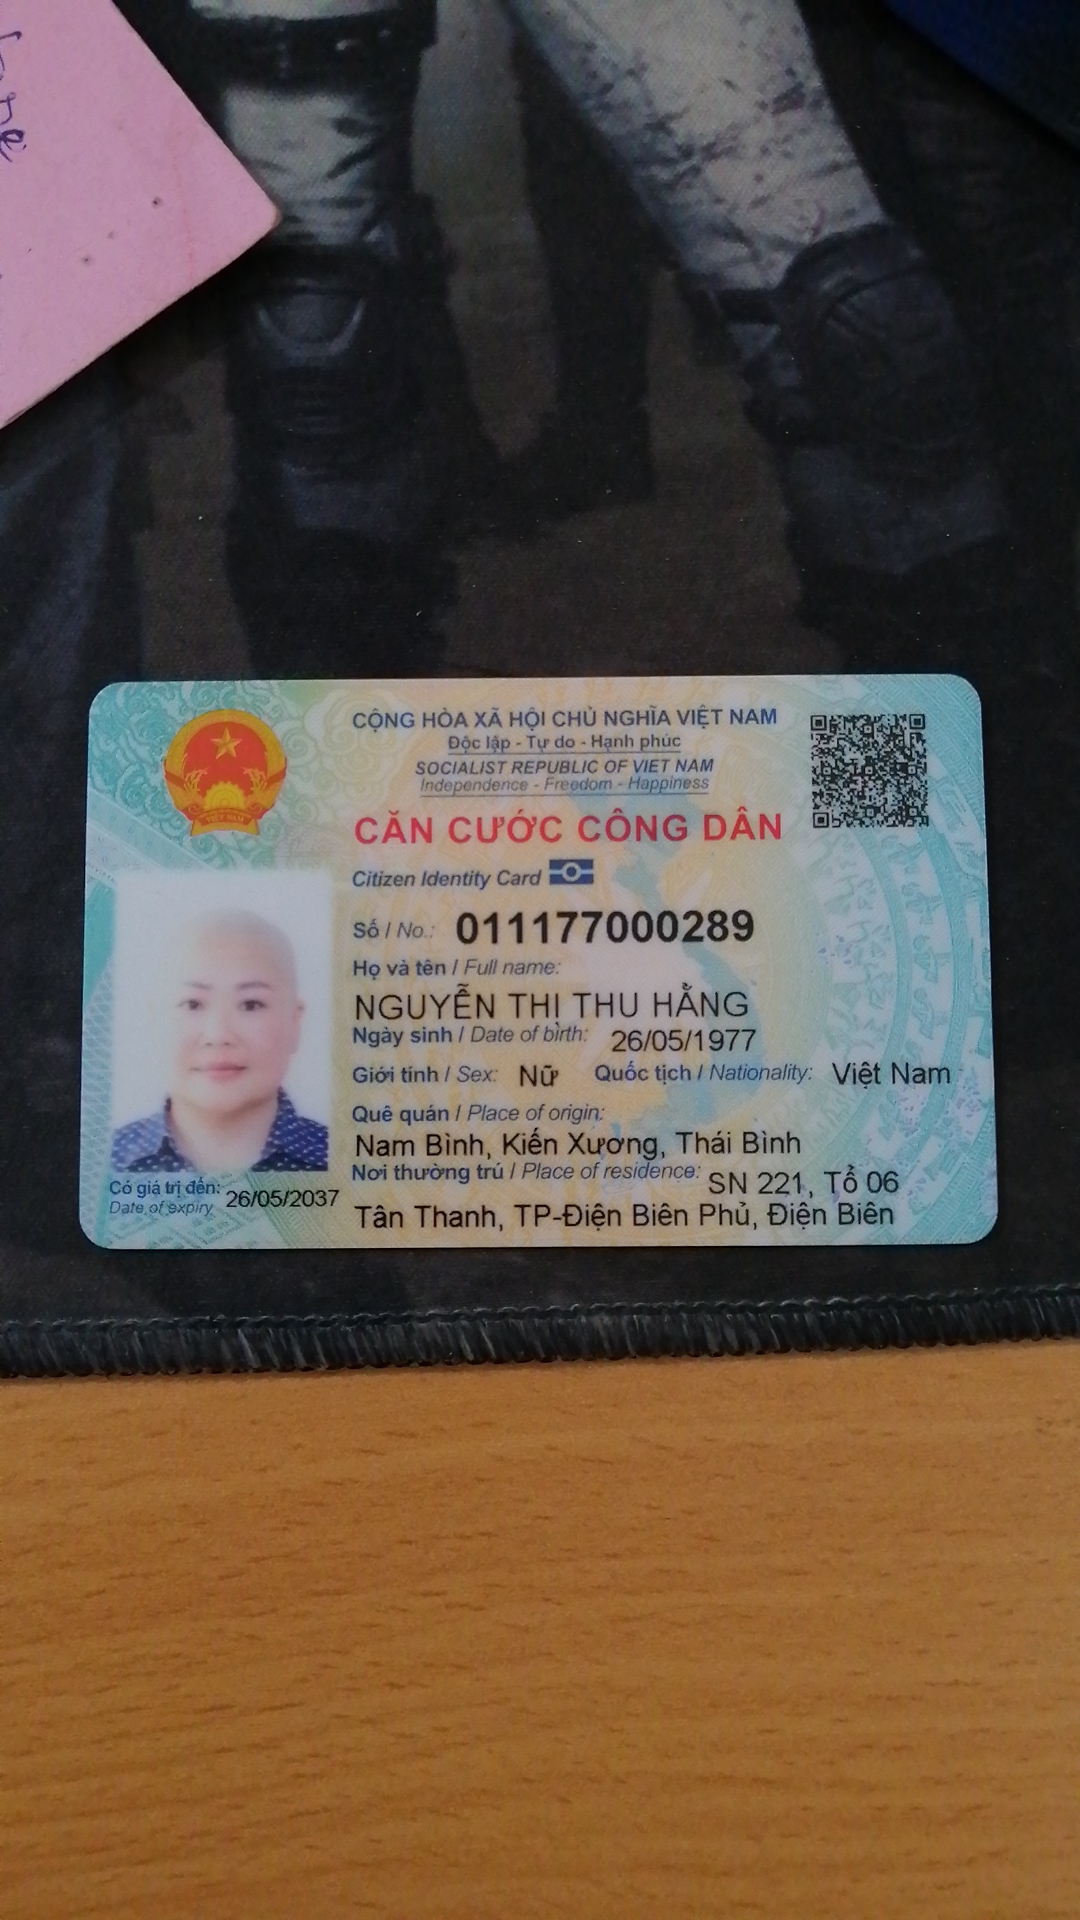 CỘNG HÒA XÃ HỘI CHỦ NGHĨA VIỆT NAM
Độc lập - Tự do - Hạnh phúc
SOCIALIST REPUBLIC OF VIET NAM
Independence - Freedom - Happiness
CĂN CƯỚC CÔNG DÂN
Citizen Identity Card
Số / No.: 011177000289
Họ và tên / Full name:
NGUYỄN THỊ THU HẰNG
Ngày sinh / Date of birth: 26/05/1977
Giới tính / Sex: Nữ Quốc tịch / Nationality: Việt Nam
Quê quán / Place of origin:
Nam Bình, Kiến Xương, Thái Bình
Nơi thường trú / Place of residence: SN 221, Tổ 06
Tân Thanh, TP-Điện Biên Phủ, Điện Biên
Có giá trị đến: 26/05/2037
Date of expiry
VIỆT NAM